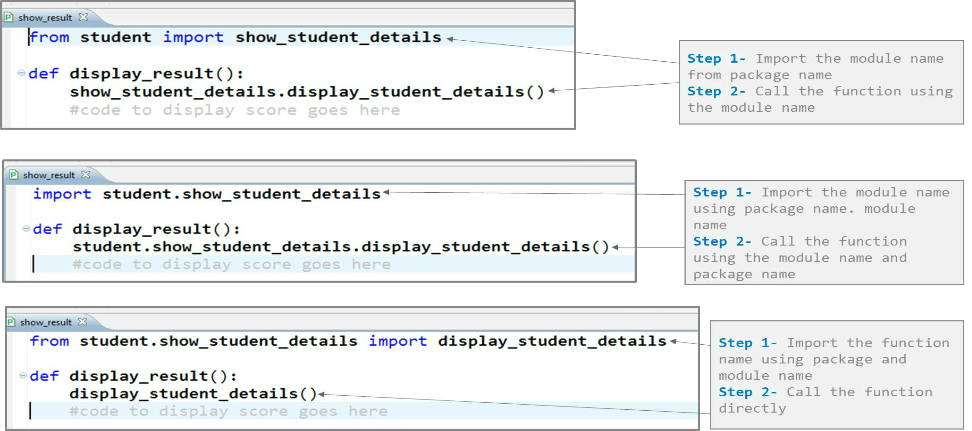 show_result
from student import show_student_details
def display_result():
show_student_details.display_student_details()
#code to display score goes here
Step 1- Import the module name
from package name
Step 2- Call the function using
the module name
show_result
import student.show_student_details
def display_result():
student.show_student_details.display_student_details()
#code to display score goes here
Step 1- Import the module name
using package name. module
name
Step 2- Call the function
using the module name and
package name
show_result
from student.show_student_details import display_student_details
def display_result():
display_student_details()
#code to display score goes here
Step 1- Import the function
name using package and
module name
Step 2- Call the function
directly